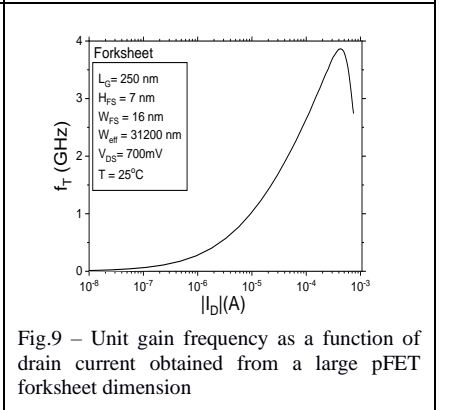 Forksheet
L_G= 250 nm
H_FS = 7 nm
W_FS = 16 nm
W_eff = 31200 nm
V_DS= 700mV
T = 25°C
f_T (GHz)
4
3
2
1
0
10^-8 10^-7 10^-6 10^-5 10^-4 10^-3
|I_D|(A)
Fig.9 – Unit gain frequency as a function of
drain current obtained from a large pFET
forksheet dimension